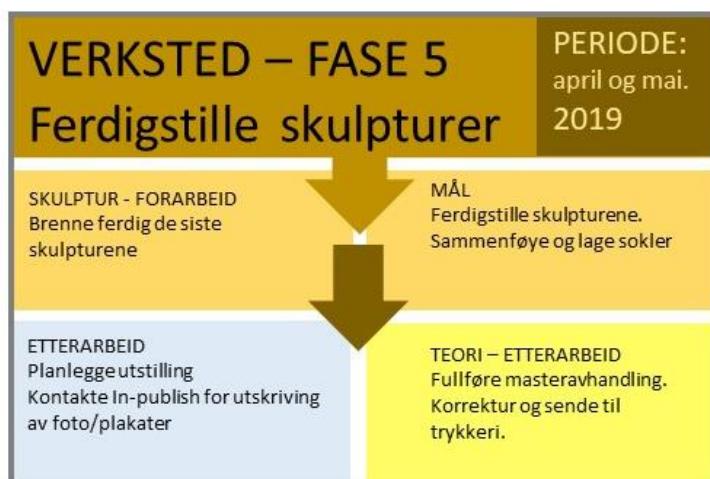 VERKSTED – FASE 5
Ferdigstille skulpturer
PERIODE:
april og mai.
2019
SKULPTUR - FORARBEID
Brenne ferdig de siste
skulpturene
MÅL
Ferdigstille skulpturene.
Sammenføye og lage sokler
ETTERARBEID
Planlegge utstilling
Kontakte In-publish for utskriving
av foto/plakater
TEORI – ETTERARBEID
Fullføre masteravhandling.
Korrektur og sende til
trykkeri.